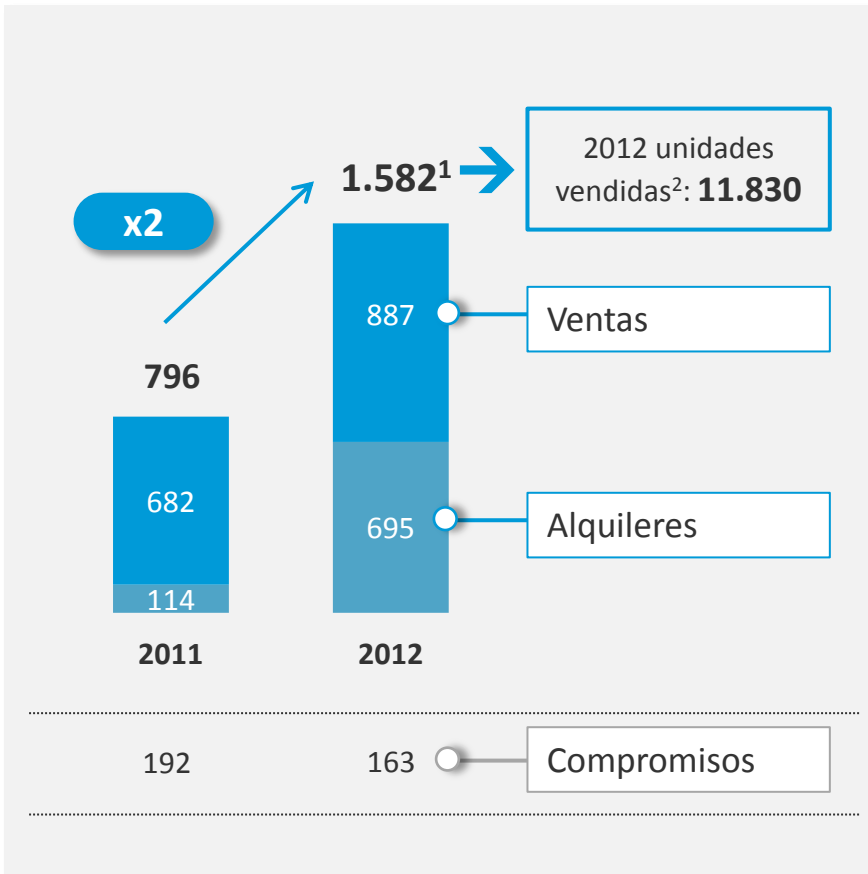 2012 unidades
vendidas²: 11.830
1.582¹
x2
887
Ventas
796
682
695
Alquileres
114
2011
2012
192
163
Compromisos